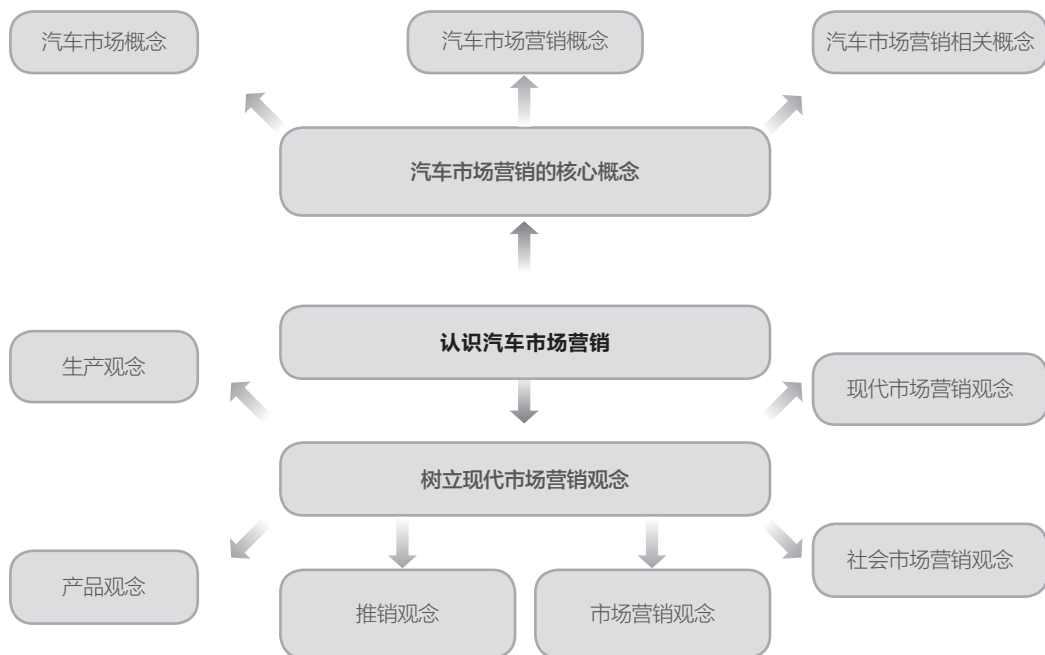 汽车市场概念
汽车市场营销概念
汽车市场营销相关概念
汽车市场营销的核心概念
认识汽车市场营销
生产观念
现代市场营销观念
树立现代市场营销观念
产品观念
推销观念
市场营销观念
社会市场营销观念